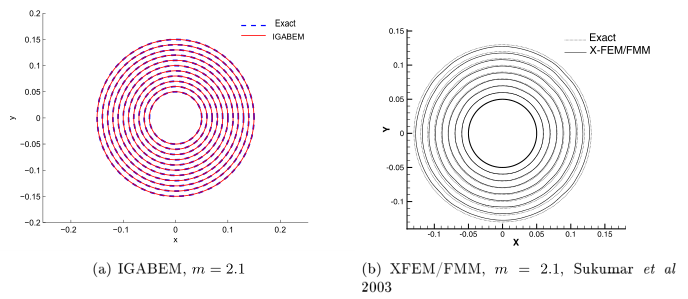 0.2
0.15
0.1
0.05
0
-0.05
-0.1
-0.15
-0.2
y
-0.2
-0.1
0
0.1
0.2
x
Exact
IGABEM
(a) IGABEM, m = 2.1
0.15
0.1
0.05
0
-0.05
-0.1
Y
-0.1
-0.05
0
0.05
0.1
0.15
X
Exact
X-FEM/FMM
(b) XFEM/FMM, m = 2.1, Sukumar et al
2003